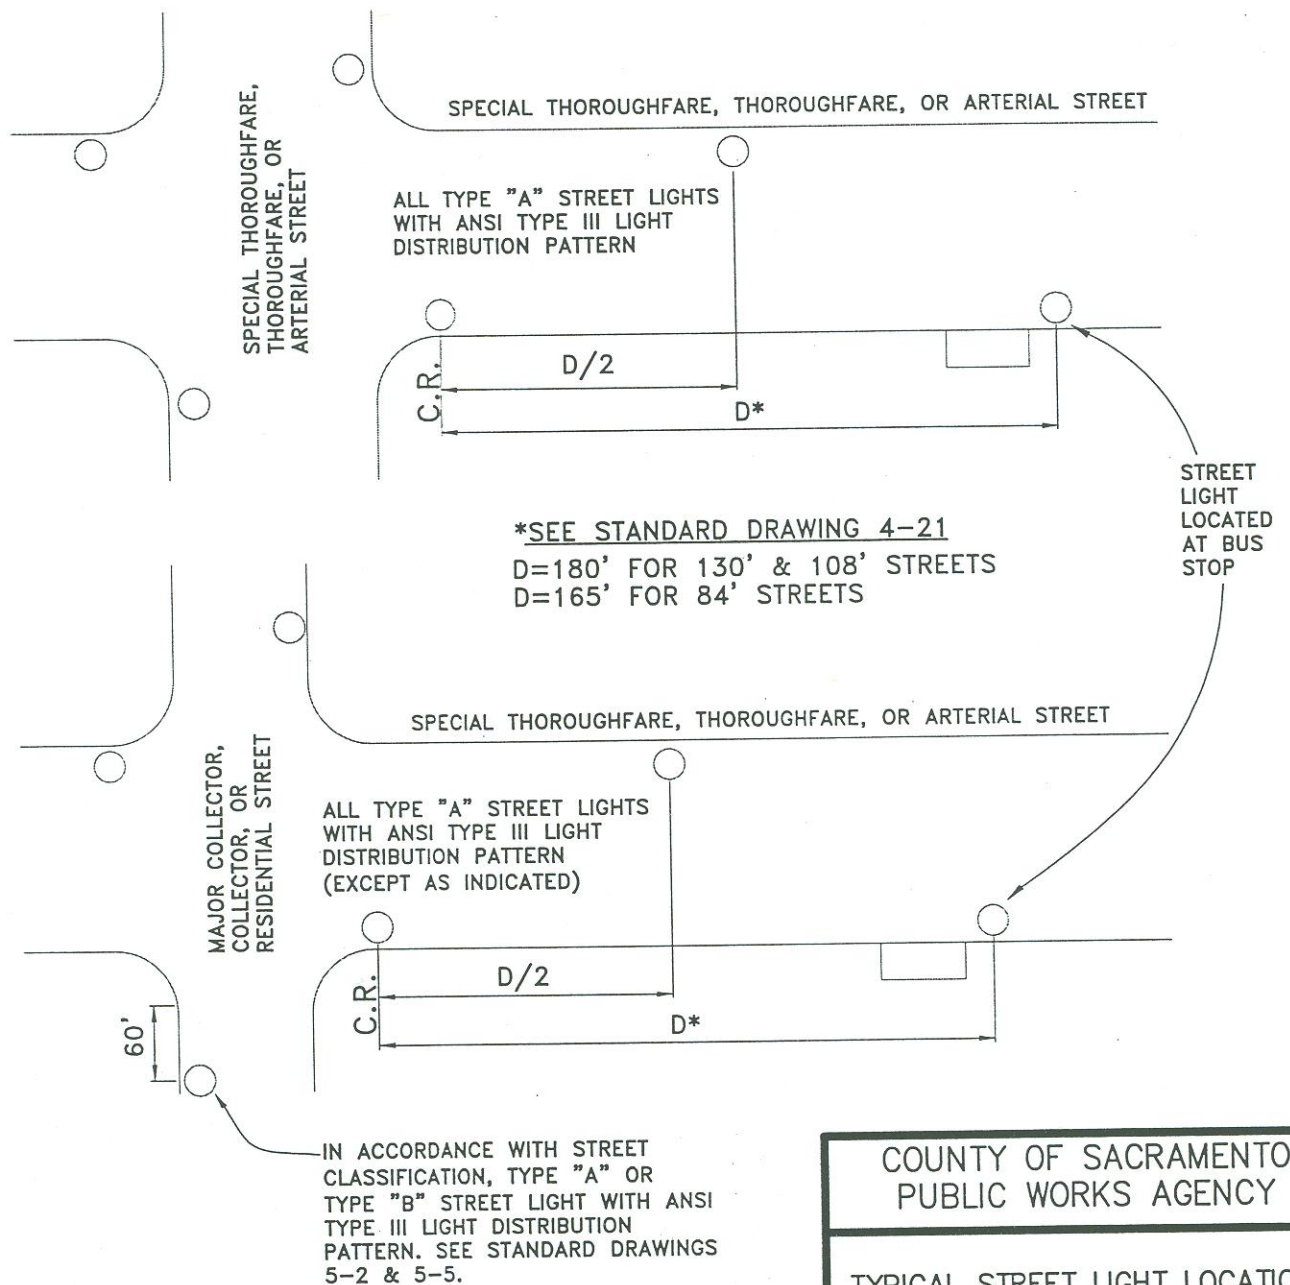 SPECIAL THOROUGHFARE,
THOROUGHFARE, OR
ARTERIAL STREET
SPECIAL THOROUGHFARE, THOROUGHFARE, OR ARTERIAL STREET
ALL TYPE "A" STREET LIGHTS
WITH ANSI TYPE III LIGHT
DISTRIBUTION PATTERN
C.R.
D/2
D*
STREET
LIGHT
LOCATED
AT BUS
STOP
*SEE STANDARD DRAWING 4-21
D=180' FOR 130' & 108' STREETS
D=165' FOR 84' STREETS
SPECIAL THOROUGHFARE, THOROUGHFARE, OR ARTERIAL STREET
MAJOR COLLECTOR,
COLLECTOR, OR
RESIDENTIAL STREET
ALL TYPE "A" STREET LIGHTS
WITH ANSI TYPE III LIGHT
DISTRIBUTION PATTERN
(EXCEPT AS INDICATED)
C.R.
D/2
D*
60'
IN ACCORDANCE WITH STREET
CLASSIFICATION, TYPE "A" OR
TYPE "B" STREET LIGHT WITH ANSI
TYPE III LIGHT DISTRIBUTION
PATTERN. SEE STANDARD DRAWINGS
5-2 & 5-5.
COUNTY OF SACRAMENTO
PUBLIC WORKS AGENCY
TYPICAL STREET LIGHT